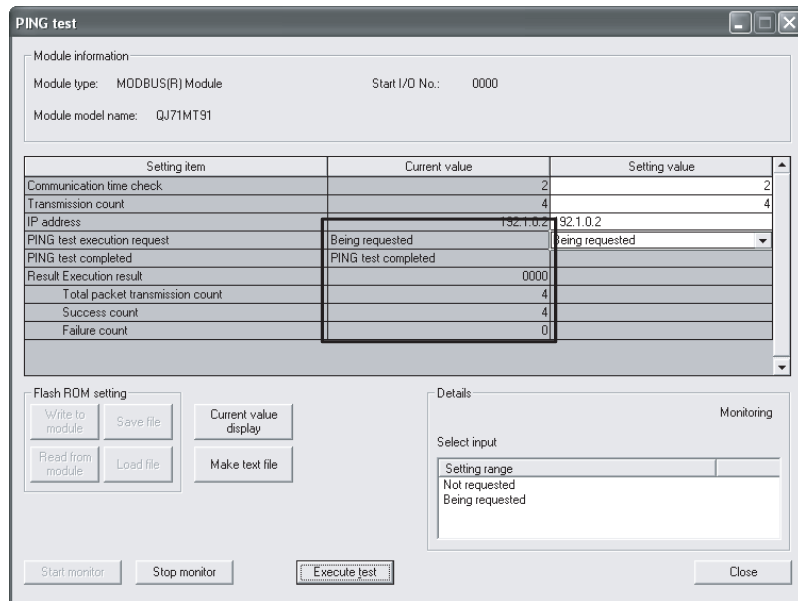 PING test
Module information
Module type: MODBUS(R) Module Start I/O No.: 0000
Module model name: QJ71MT91
Setting item Current value Setting value
Communication time check 2 2
Transmission count 4 4
IP address 192.1.0.2 192.1.0.2
PING test execution request Being requested Being requested
PING test completed PING test completed
Result Execution result 0000
Total packet transmission count 4
Success count 4
Failure count 0
Flash ROM setting
Write to module
Save file
Current value display
Read from module
Load file
Make text file
Details
Monitoring
Select input
Setting range
Not requested
Being requested
Start monitor Stop monitor Execute test Close